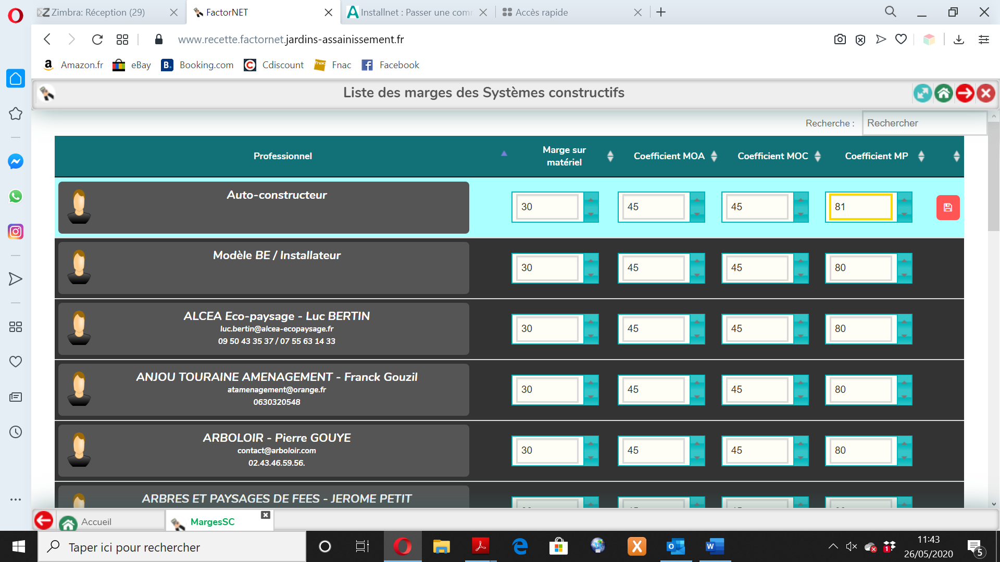 Zimbra: Réception (29)
FactorNET
Installnet : Passer une com
Accès rapide
www.recette.factornet.jardins-assainissement.fr
Amazon.fr
eBay
Booking.com
Cdiscount
Fnac
Facebook
Liste des marges des Systèmes constructifs
Recherche :
Rechercher
Professionnel
Marge sur
matériel
Coefficient MOA
Coefficient MOC
Coefficient MP
Auto-constructeur
30
45
45
81
Modèle BE / Installateur
30
45
45
80
ALCEA Eco-paysage - Luc BERTIN
luc.bertin@alcea-ecopaysage.fr
09 50 43 35 37 / 07 55 63 14 33
30
45
45
80
ANJOU TOURAINE AMENAGEMENT - Franck Gouzil
atamenagement@orange.fr
0630320548
30
45
45
80
ARBOLOIR - Pierre GOUYE
contact@arboloir.com
02.43.46.59.56.
30
45
45
80
ARBRES ET PAYSAGES DE FEES - JEROME PETIT
Accueil
MargesSC
Taper ici pour rechercher
11:43
26/05/2020
5